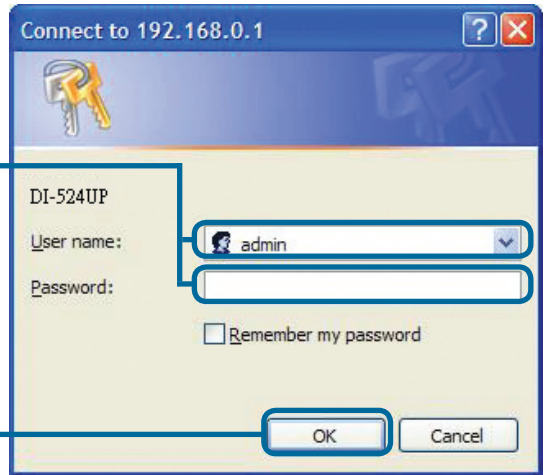 Connect to 192.168.0.1
DI-524UP
User name:
admin
Password:
Remember my password
OK
Cancel